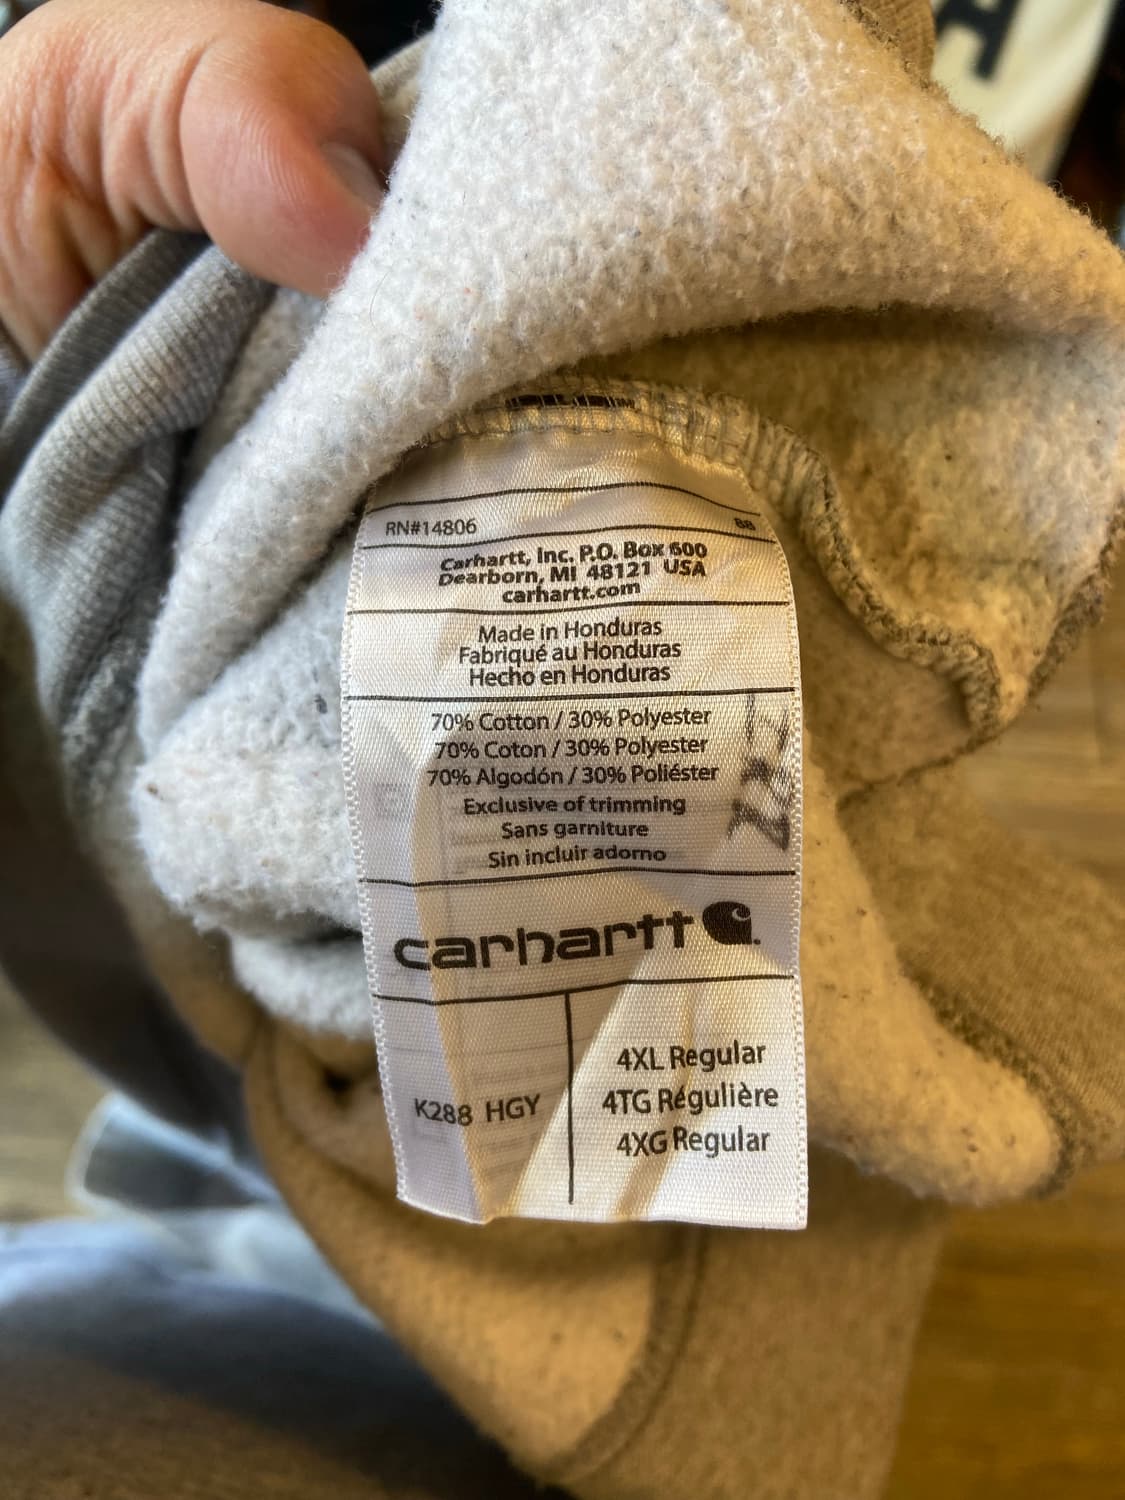 RN#14806 88
Carhartt, Inc. P.O. Box 600
Dearborn, MI 48121 USA
carhartt.com
Made in Honduras
Fabriqué au Honduras
Hecho en Honduras
70% Cotton / 30% Polyester
70% Coton / 30% Polyester
70% Algodón / 30% Poliéster
Exclusive of trimming
Sans garniture
Sin incluir adorno
carhartt
K288 HGY
4XL Regular
4TG Régulière
4XG Regular